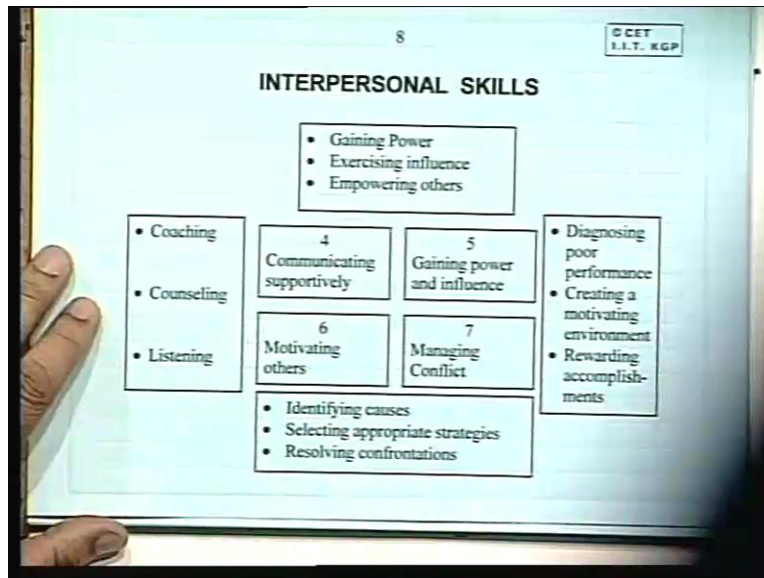 8
© CET
I.I.T. KGP
INTERPERSONAL SKILLS
• Gaining Power
• Exercising influence
• Empowering others
• Coaching
• Counseling
• Listening
4
Communicating
supportively
5
Gaining power
and influence
6
Motivating
others
7
Managing
Conflict
• Diagnosing
poor
performance
• Creating a
motivating
environment
• Rewarding
accomplish-
ments
• Identifying causes
• Selecting appropriate strategies
• Resolving confrontations